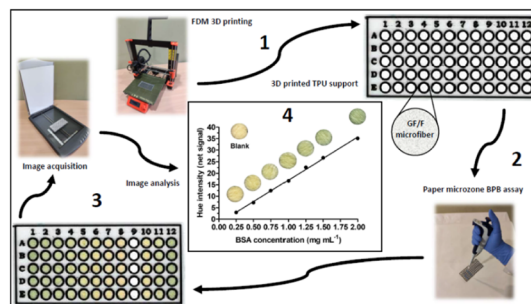 FDM 3D printing
1
3D printed TPU support
1 2 3 4 5 6 7 8 9 10 11 12
A
B
C
D
E
GF/F
microfiber
2
Paper microzone BPB assay
Image acquisition
Image analysis
3
1 2 3 4 5 6 7 8 9 10 11 12
A
B
C
D
E
4
Blank
Hue intensity (net signal)
50
40
30
20
10
0
0.00 0.25 0.50 0.75 1.00 1.25 1.50 1.75 2.00
BSA concentration (mg mL⁻¹)